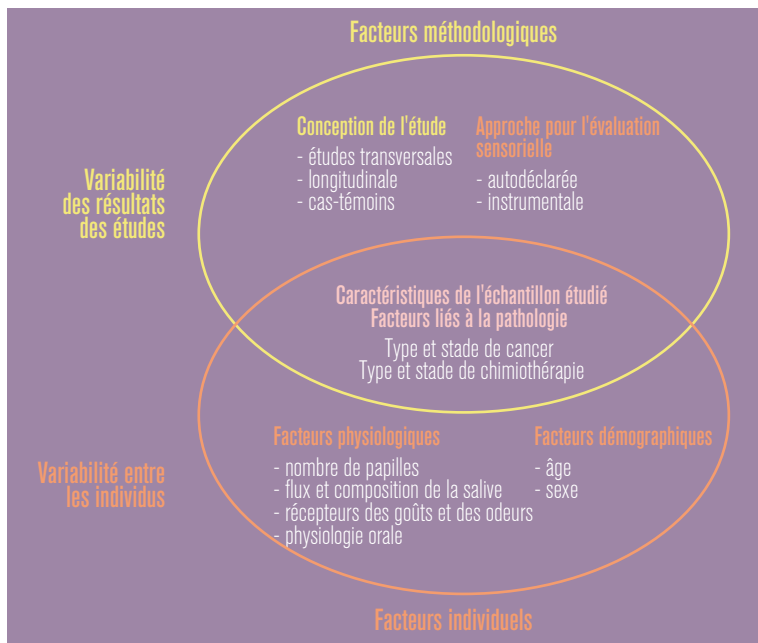 Facteurs méthodologiques
Conception de l'étude
- études transversales
- longitudinale
- cas-témoins
Approche pour l'évaluation
sensorielle
- autodéclarée
- instrumentale
Variabilité
des résultats
des études
Caractéristiques de l'échantillon étudié
Facteurs liés à la pathologie
Type et stade de cancer
Type et stade de chimiothérapie
Variabilité entre
les individus
Facteurs physiologiques
- nombre de papilles
- flux et composition de la salive
- récepteurs des goûts et des odeurs
- physiologie orale
Facteurs démographiques
- âge
- sexe
Facteurs individuels